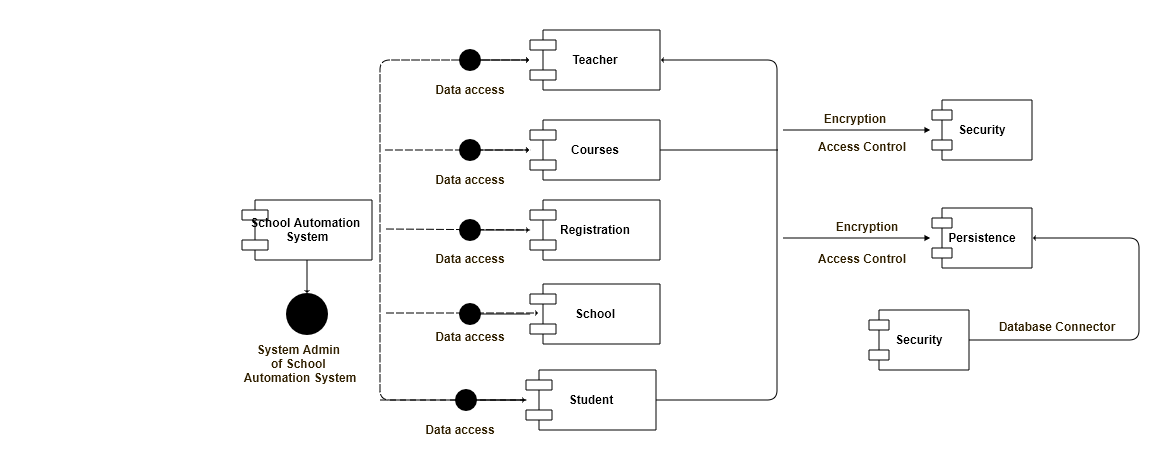 Teacher
Data access
Encryption
Security
Access Control
Courses
Data access
School Automation
System
Registration
Encryption
Persistence
Data access
Access Control
School
Data access
Database Connector
Security
System Admin
of School
Automation System
Student
Data access